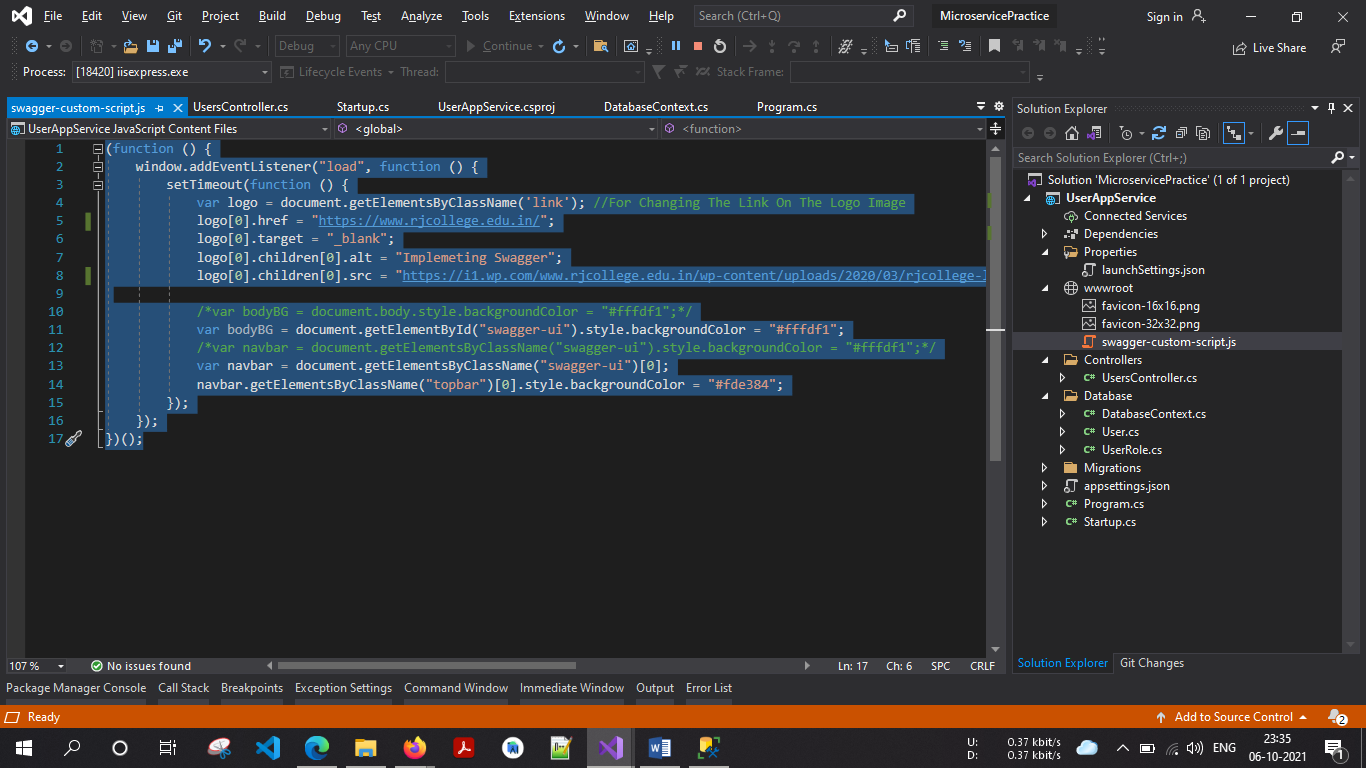 File Edit View Git Project Build Debug Test Analyze Tools Extensions Window Help Search (Ctrl+Q) MicroservicePractice Sign in
Debug Any CPU Continue Live Share
Process: [18420] iisexpress.exe Lifecycle Events Thread: Stack Frame:
swagger-custom-script.js UsersController.cs Startup.cs UserAppService.csproj DatabaseContext.cs Program.cs
UserAppService JavaScript Content Files <global> <function>
1 (function () {
2 window.addEventListener("load", function () {
3 setTimeout(function () {
4 var logo = document.getElementsByClassName('link'); //For Changing The Link On The Logo Image
5 logo[0].href = "https://www.rjcollege.edu.in/";
6 logo[0].target = "_blank";
7 logo[0].children[0].alt = "Implemeting Swagger";
8 logo[0].children[0].src = "https://i1.wp.com/www.rjcollege.edu.in/wp-content/uploads/2020/03/rjcollege-l
9
10 /*var bodyBG = document.body.style.backgroundColor = "#fffdf1";*/
11 var bodyBG = document.getElementById("swagger-ui").style.backgroundColor = "#fffdf1";
12 /*var navbar = document.getElementsByClassName("swagger-ui").style.backgroundColor = "#fffdf1";*/
13 var navbar = document.getElementsByClassName("swagger-ui")[0];
14 navbar.getElementsByClassName("topbar")[0].style.backgroundColor = "#fde384";
15 });
16 });
17 })();
107 % No issues found Ln: 17 Ch: 6 SPC CRLF
Solution Explorer
Search Solution Explorer (Ctrl+;)
Solution 'MicroservicePractice' (1 of 1 project)
UserAppService
Connected Services
Dependencies
Properties
launchSettings.json
wwwroot
favicon-16x16.png
favicon-32x32.png
swagger-custom-script.js
Controllers
C# UsersController.cs
Database
C# DatabaseContext.cs
C# User.cs
C# UserRole.cs
Migrations
appsettings.json
C# Program.cs
C# Startup.cs
Solution Explorer Git Changes
Package Manager Console Call Stack Breakpoints Exception Settings Command Window Immediate Window Output Error List
Ready Add to Source Control 2
U: 0.37 kbit/s
D: 0.37 kbit/s
ENG
23:35
06-10-2021
1